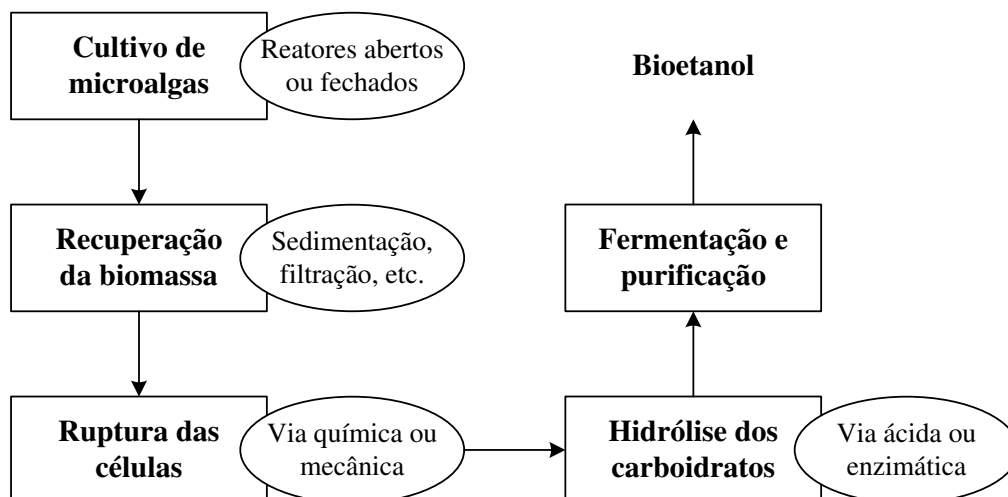 Cultivo de
microalgas
Reatores abertos
ou fechados
Recuperação
da biomassa
Sedimentação,
filtração, etc.
Ruptura das
células
Via química ou
mecânica
Hidrólise dos
carboidratos
Via ácida ou
enzimática
Fermentação e
purificação
Bioetanol